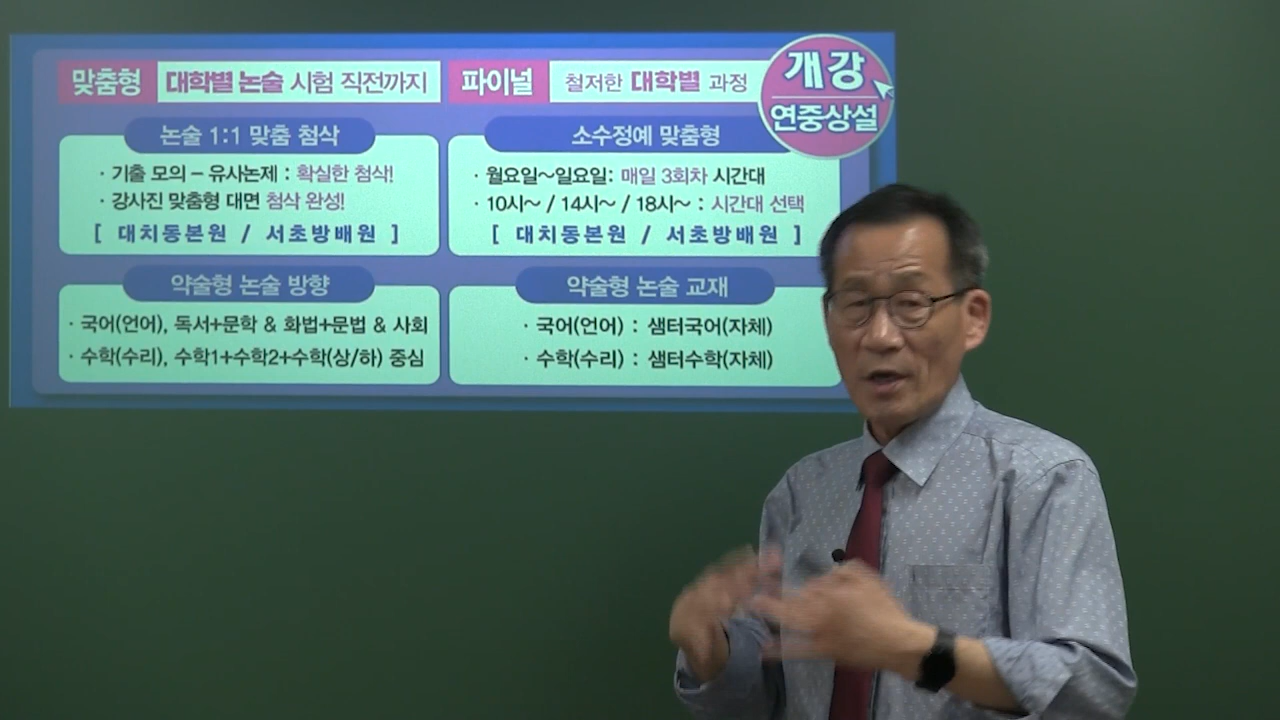 맞춤형 대학별 논술 시험 직전까지
파이널 철저한 대학별 과정
개강
연중상설
논술 1:1 맞춤 첨삭
· 기출 모의 – 유사논제 : 확실한 첨삭!
· 강사진 맞춤형 대면 첨삭 완성!
[ 대치동본원 / 서초방배원 ]
소수정예 맞춤형
· 월요일~일요일: 매일 3회차 시간대
· 10시~ / 14시~ / 18시~ : 시간대 선택
[ 대치동본원 / 서초방배원 ]
약술형 논술 방향
· 국어(언어), 독서+문학 & 화법+문법 & 사회
· 수학(수리), 수학1+수학2+수학(상/하) 중심
약술형 논술 교재
· 국어(언어) : 샘터국어(자체)
· 수학(수리) : 샘터수학(자체)